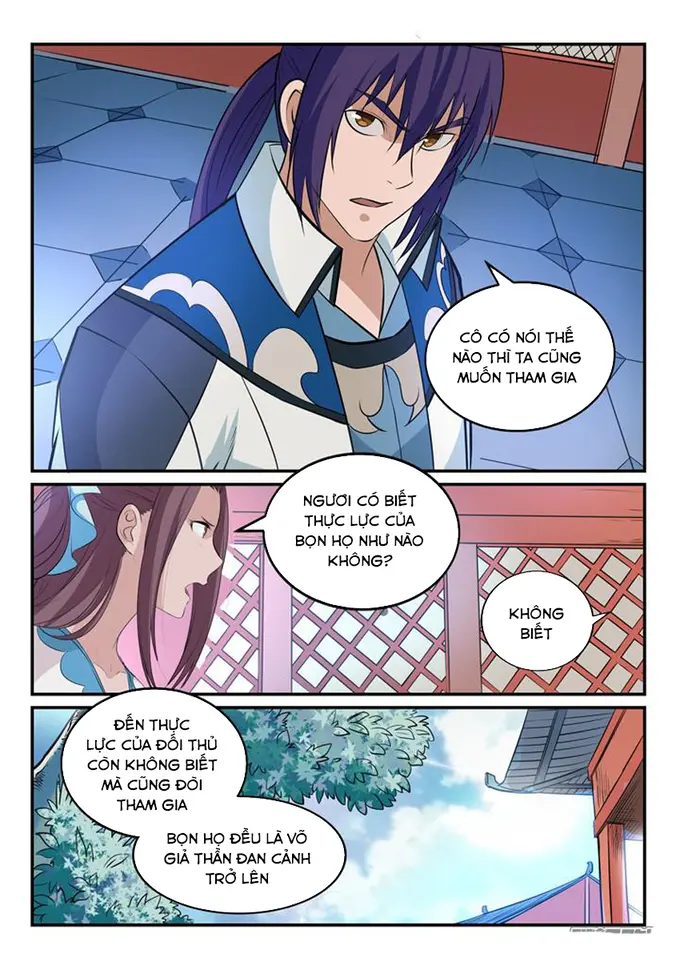 CÔ CÓ NÓI THẾ
NÀO THÌ TA CŨNG
MUỐN THAM GIA
NGƯƠI CÓ BIẾT
THỰC LỰC CỦA
BỌN HỌ NHƯ NÀO
KHÔNG?
KHÔNG
BIẾT
ĐẾN THỰC
LỰC CỦA ĐỐI THỦ
CÒN KHÔNG BIẾT
MÀ CŨNG ĐÒI
THAM GIA
BỌN HỌ ĐỀU LÀ VÕ
GIẢ THẦN ĐAN CẢNH
TRỞ LÊN